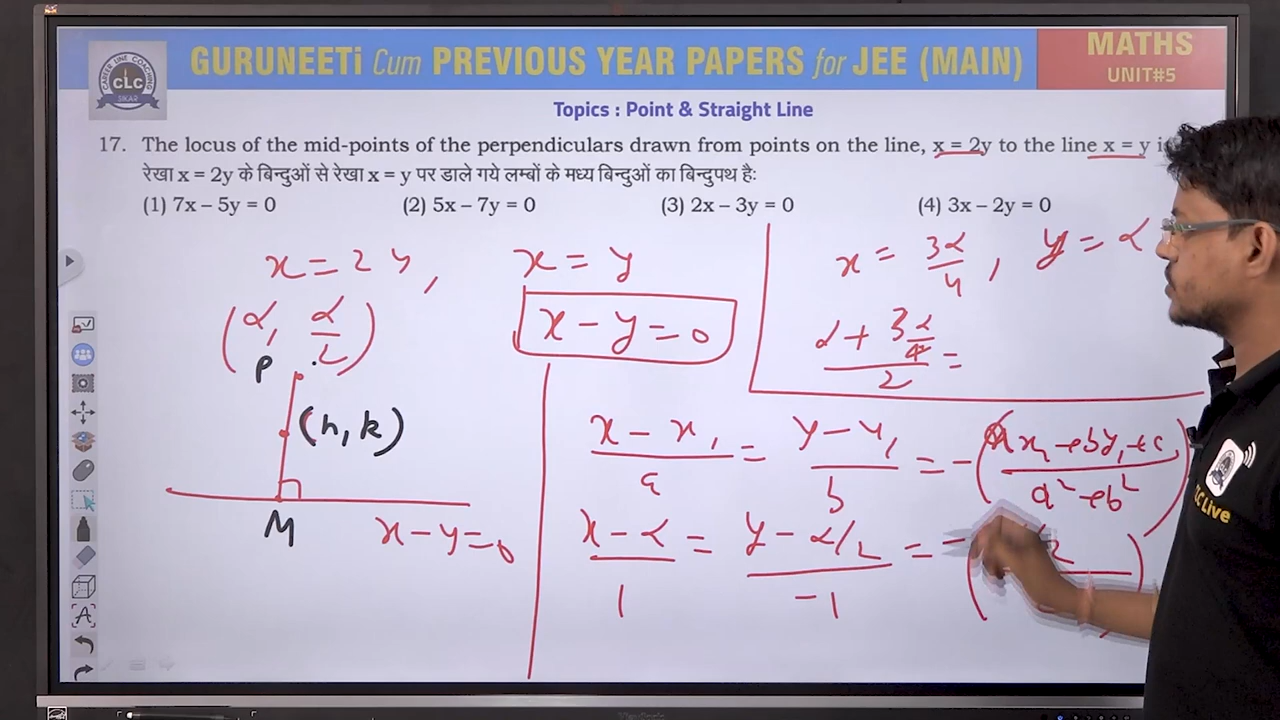 GURUNEETi Cum PREVIOUS YEAR PAPERS for JEE (MAIN)
MATHS
UNIT#5
CAREER LINE COACHING
CLC
SIKAR
Topics : Point & Straight Line
17. The locus of the mid-points of the perpendiculars drawn from points on the line, x = 2y to the line x = y
रेखा x = 2y के बिन्दुओं से रेखा x = y पर डाले गये लम्बों के मध्य बिन्दुओं का बिन्दुपथ है:
(1) 7x – 5y = 0 (2) 5x – 7y = 0 (3) 2x – 3y = 0 (4) 3x – 2y = 0
x = 2y, x = y
(α, α/2)
x - y = 0
x = 3α/4, y = α
(α + 3α/4)/2 =
P
(h, k)
M
x - y = 0
(x - x₁)/a = (y - y₁)/b = -((ax₁ + by₁ + c)/(a² + b²))
(x - α)/1 = (y - α/2)/-1 = -(
Live